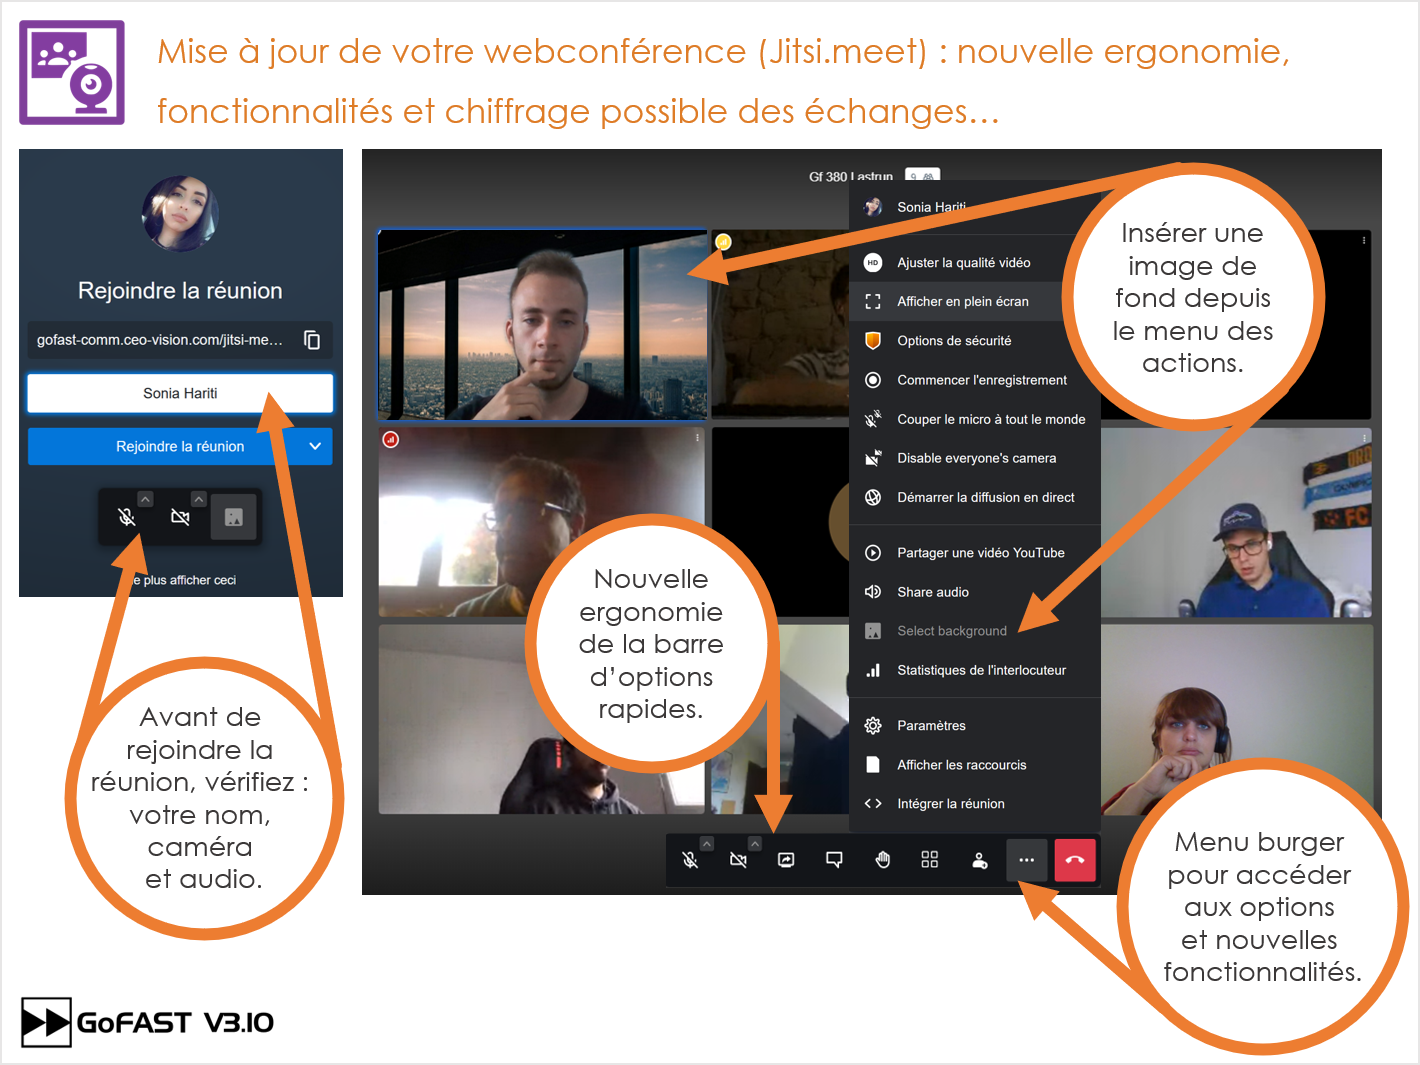 Mise à jour de votre webconférence (Jitsi.meet) : nouvelle ergonomie,
fonctionnalités et chiffrage possible des échanges...
Rejoindre la réunion
gofast-comm.ceo-vision.com/jitsi-me...
Sonia Hariti
Rejoindre la réunion
e plus afficher ceci
Avant de
rejoindre la
réunion, vérifiez :
votre nom,
caméra
et audio.
Gf 380 Lastrun
9
Sonia Hariti
HD
Ajuster la qualité vidéo
Afficher en plein écran
Options de sécurité
Commencer l'enregistrement
Couper le micro à tout le monde
Disable everyone's camera
Démarrer la diffusion en direct
Partager une vidéo YouTube
Share audio
Select background
Statistiques de l'interlocuteur
Paramètres
Afficher les raccourcis
Intégrer la réunion
Insérer une
image de
fond depuis
le menu des
actions.
Nouvelle
ergonomie
de la barre
d’options
rapides.
Menu burger
pour accéder
aux options
et nouvelles
fonctionnalités.
FC
GoFAST V3.10